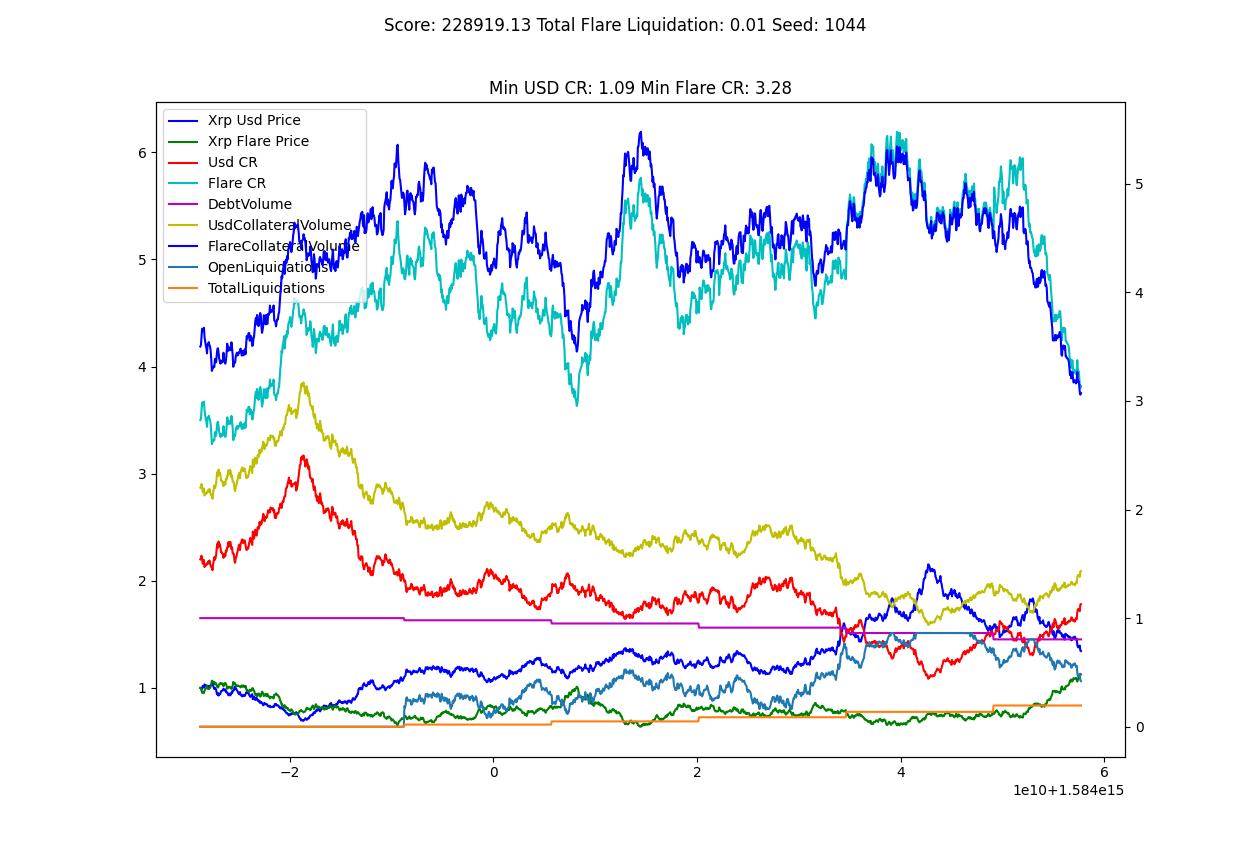 Score: 228919.13 Total Flare Liquidation: 0.01 Seed: 1044
Min USD CR: 1.09 Min Flare CR: 3.28
Xrp Usd Price
Xrp Flare Price
Usd CR
Flare CR
DebtVolume
UsdCollateralVolume
FlareCollateralVolume
OpenLiquidations
TotalLiquidations
6
5
4
3
2
1
5
4
3
2
1
0
−2 0 2 4 6
1e10+1.584e15